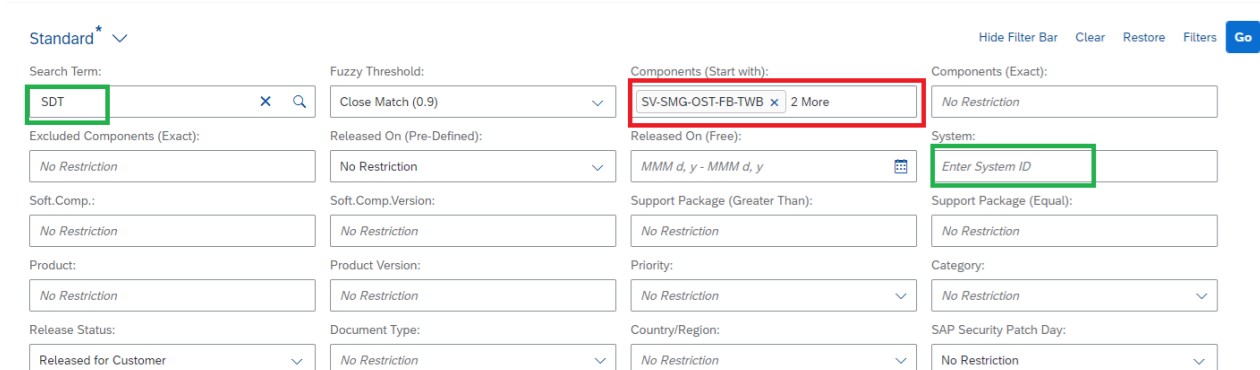 Standard*
Hide Filter Bar Clear Restore Filters Go
Search Term: Fuzzy Threshold: Components (Start with): Components (Exact):
SDT Close Match (0.9) SV-SMG-OST-FB-TWB × 2 More No Restriction
Excluded Components (Exact): Released On (Pre-Defined): Released On (Free): System:
No Restriction No Restriction MMM d, y - MMM d, y Enter System ID
Soft.Comp.: Soft.Comp.Version: Support Package (Greater Than): Support Package (Equal):
No Restriction No Restriction No Restriction No Restriction
Product: Product Version: Priority: Category:
No Restriction No Restriction No Restriction No Restriction
Release Status: Document Type: Country/Region: SAP Security Patch Day:
Released for Customer No Restriction No Restriction No Restriction